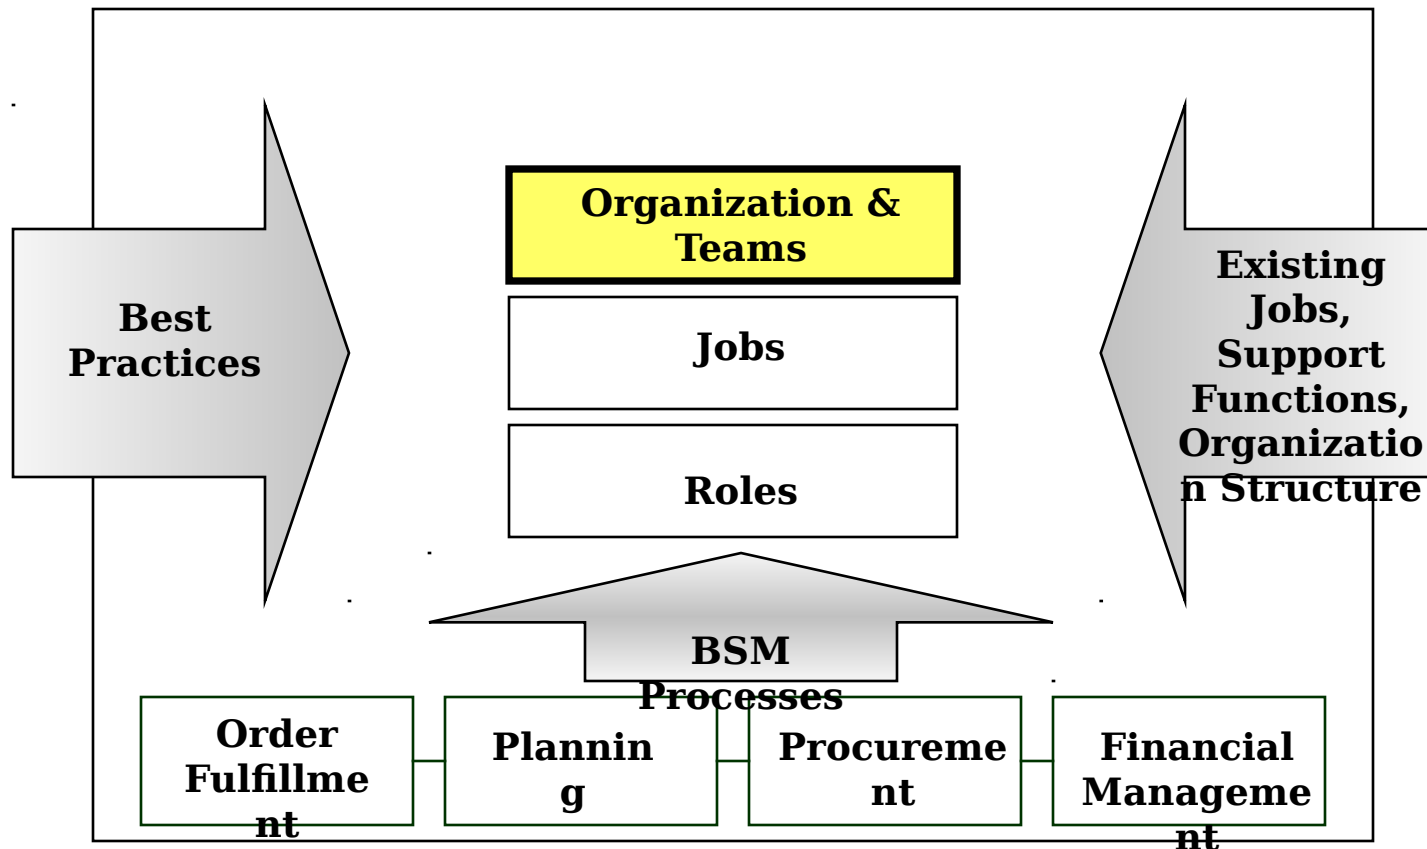 Organization &
Teams
Best
Practices
Jobs
Existing
Jobs,
Support
Functions,
Organizatio
n Structure
Roles
BSM
Processes
Order
Fulfillme
nt
Plannin
g
Procureme
nt
Financial
Manageme
nt